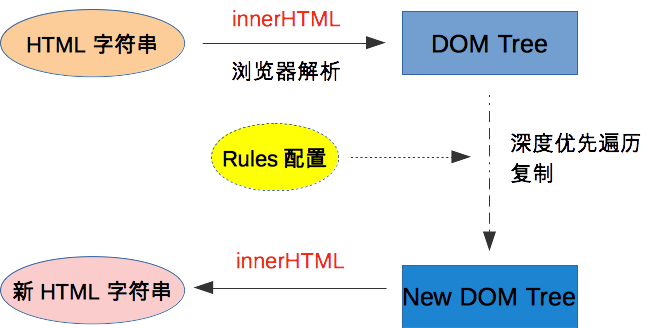 innerHTML
HTML 字符串
DOM Tree
浏览器解析
Rules 配置
深度优先遍历
复制
innerHTML
新 HTML 字符串
New DOM Tree